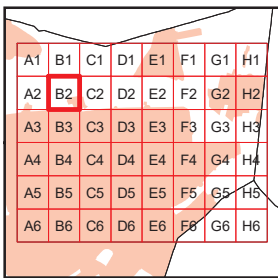 A1 B1 C1 D1 E1 F1 G1 H1
A2 B2 C2 D2 E2 F2 G2 H2
A3 B3 C3 D3 E3 F3 G3 H3
A4 B4 C4 D4 E4 F4 G4 H4
A5 B5 C5 D5 E5 F5 G5 H5
A6 B6 C6 D6 E6 F6 G6 H6